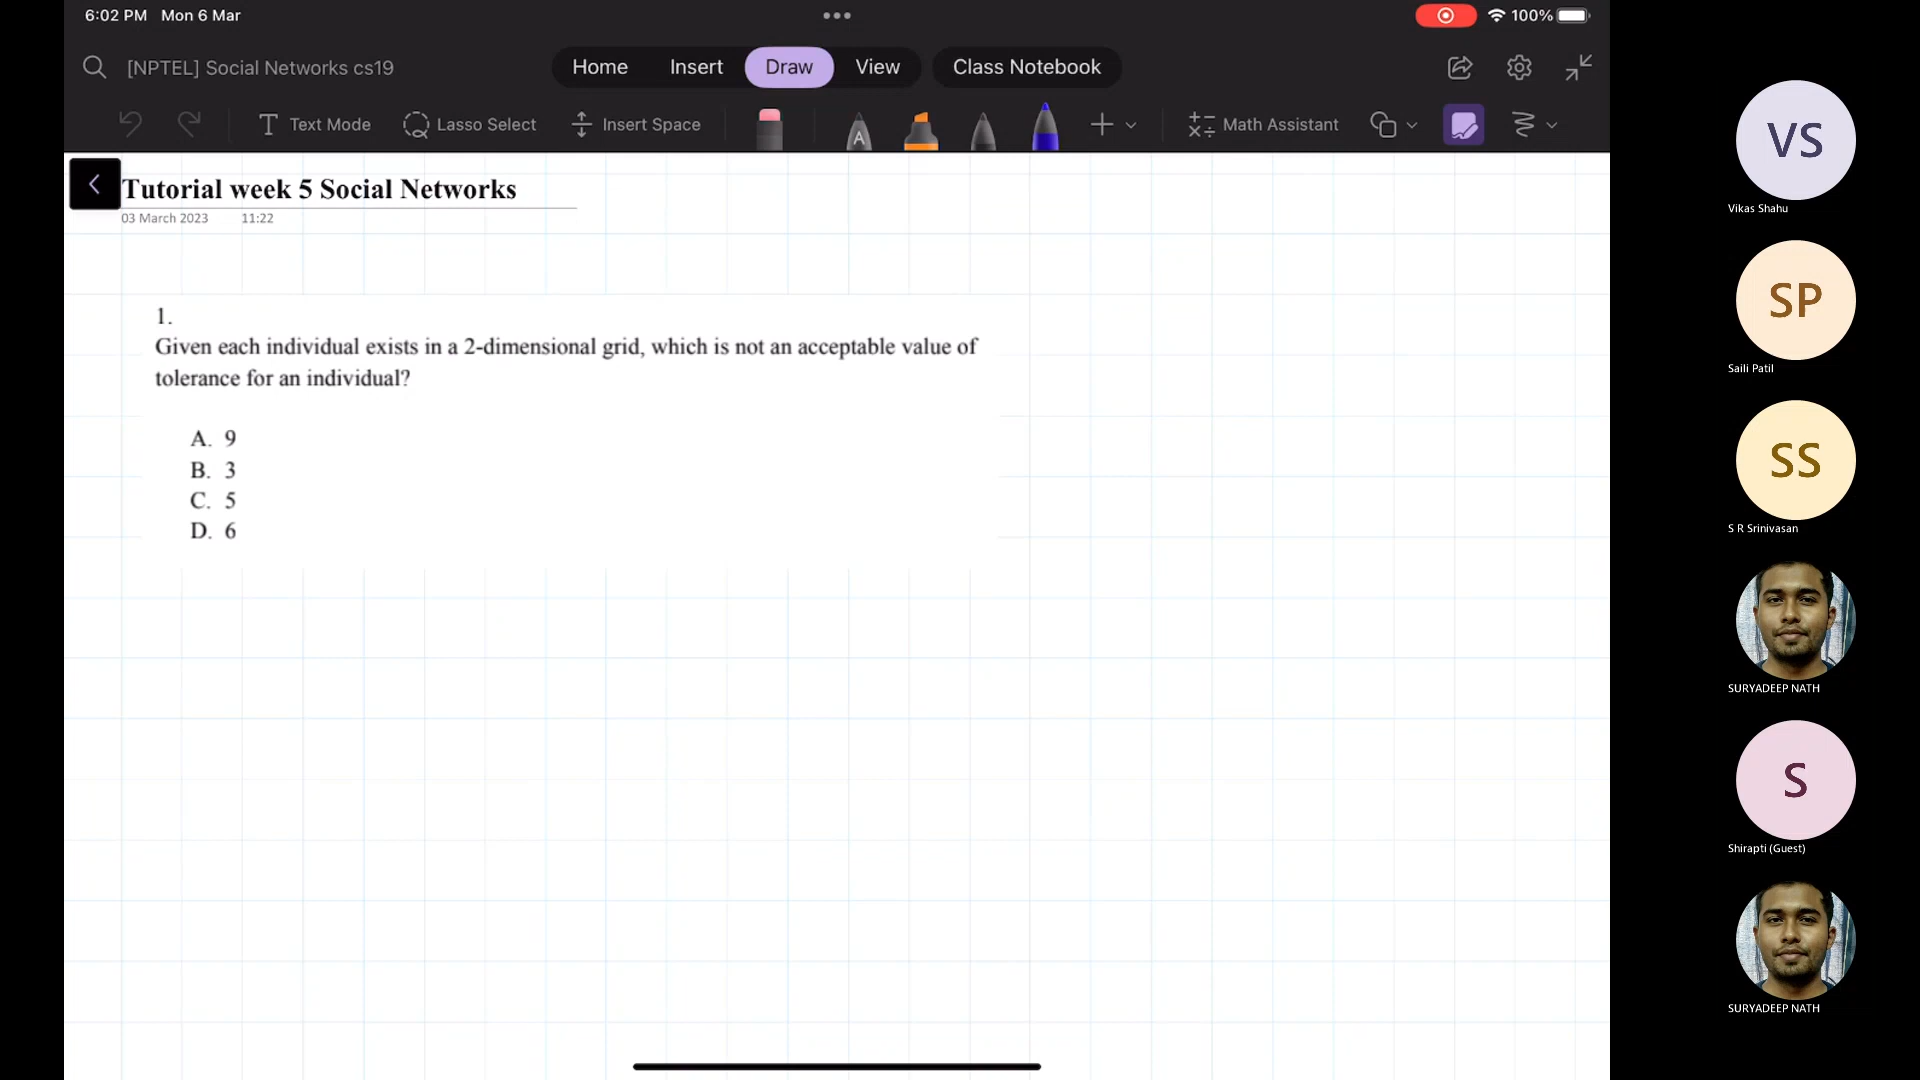 6:02 PM Mon 6 Mar
100%
[NPTEL] Social Networks cs19
Home Insert Draw View Class Notebook
Text Mode Lasso Select Insert Space A Math Assistant
Tutorial week 5 Social Networks
03 March 2023 11:22
1.
Given each individual exists in a 2-dimensional grid, which is not an acceptable value of
tolerance for an individual?
A. 9
B. 3
C. 5
D. 6
VS
Vikas Shahu
SP
Saili Patil
SS
S R Srinivasan
SURYADEEP NATH
S
Shirapti (Guest)
SURYADEEP NATH